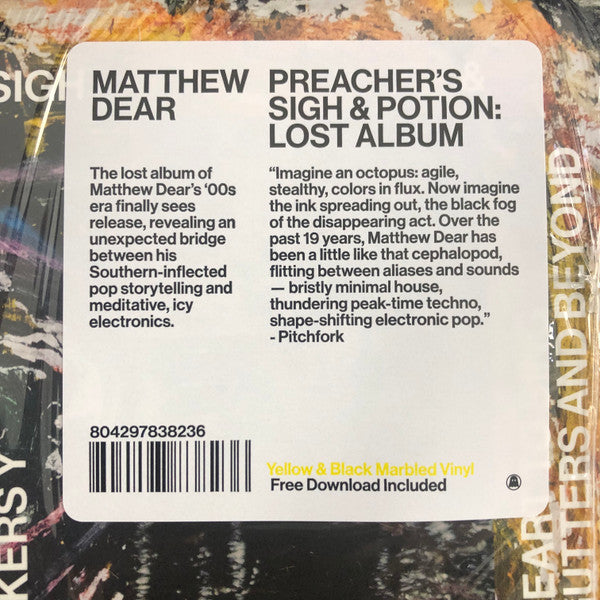 SIGH
&
MATTHEW
DEAR
PREACHER'S
SIGH & POTION:
LOST ALBUM
The lost album of
Matthew Dear's ‘00s
era finally sees
release, revealing an
unexpected bridge
between his
Southern-inflected
pop storytelling and
meditative, icy
electronics.
“Imagine an octopus: agile,
stealthy, colors in flux. Now imagine
the ink spreading out, the black fog
of the disappearing act. Over the
past 19 years, Matthew Dear has
been a little like that cephalopod,
flitting between aliases and sounds
— bristly minimal house,
thundering peak-time techno,
shape-shifting electronic pop.”
- Pitchfork
804297838236
Yellow & Black Marbled Vinyl
Free Download Included
KERS Y
EAR
UTTERS AND BEYOND